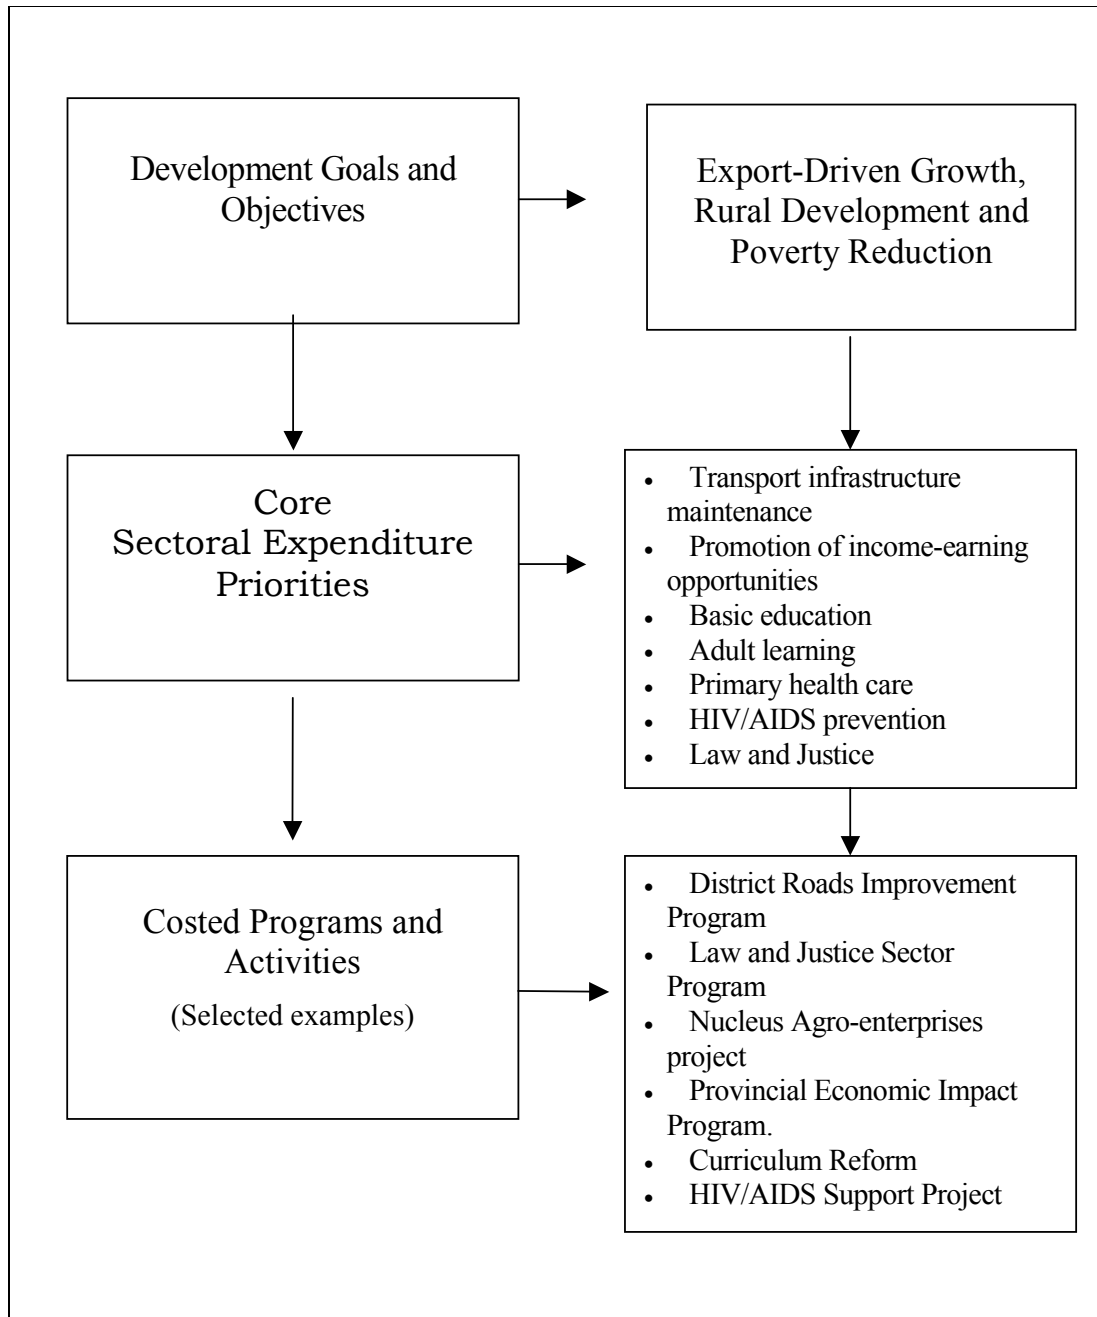 Development Goals and
Objectives
Export-Driven Growth,
Rural Development and
Poverty Reduction
Core
Sectoral Expenditure
Priorities
• Transport infrastructure
maintenance
• Promotion of income-earning
opportunities
• Basic education
• Adult learning
• Primary health care
• HIV/AIDS prevention
• Law and Justice
Costed Programs and
Activities
(Selected examples)
• District Roads Improvement
Program
• Law and Justice Sector
Program
• Nucleus Agro-enterprises
project
• Provincial Economic Impact
Program.
• Curriculum Reform
• HIV/AIDS Support Project